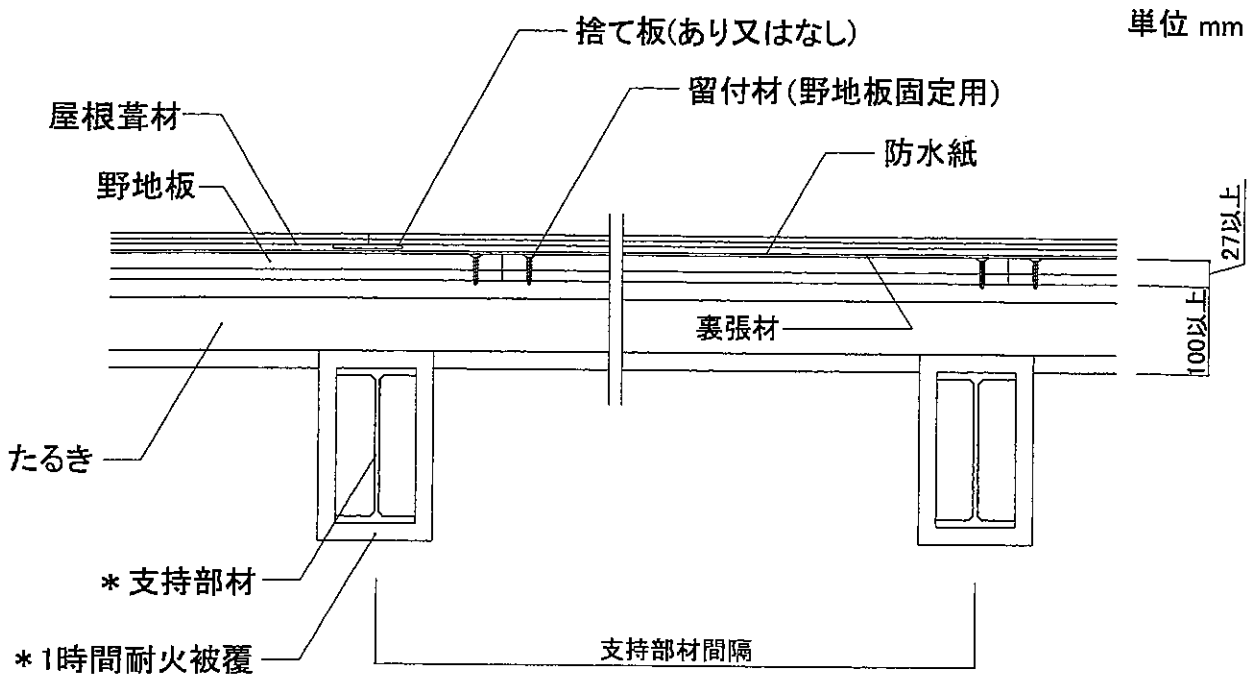 単位 mm
捨て板(あり又はなし)
留付材(野地板固定用)
屋根葺材
防水紙
野地板
27以上
裏張材
100以上
たるき
*支持部材
支持部材間隔
*1時間耐火被覆